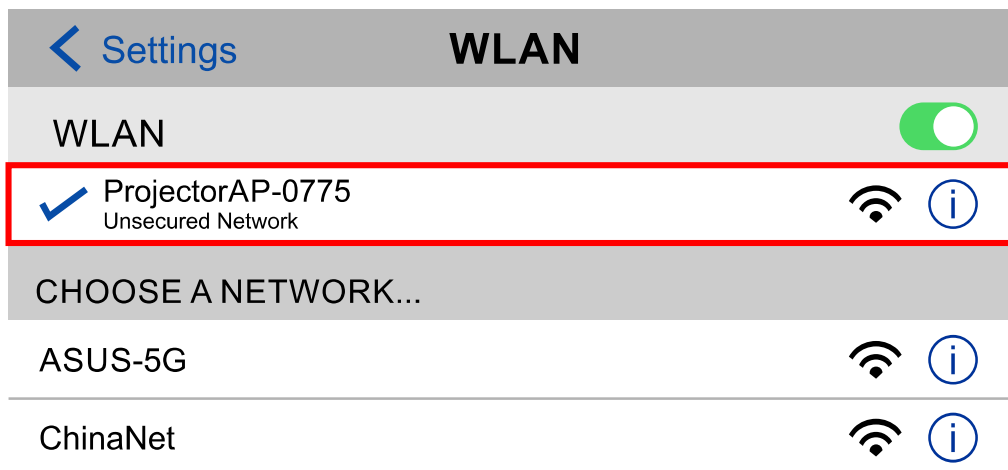 Settings WLAN
WLAN
ProjectorAP-0775
Unsecured Network
CHOOSE A NETWORK...
ASUS-5G
ChinaNet